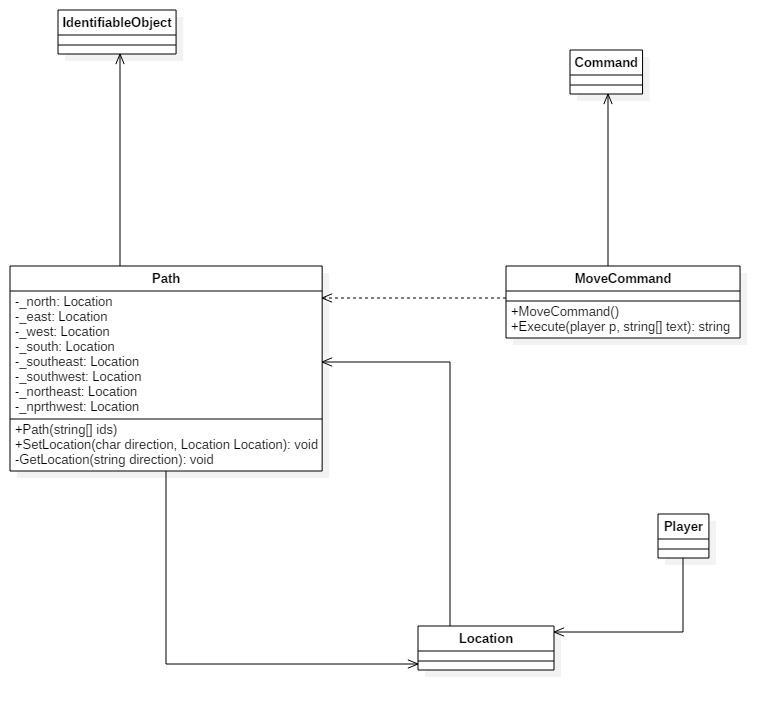 IdentifiableObject
Command
Path
-_north: Location
-_east: Location
-_west: Location
-_south: Location
-_southeast: Location
-_southwest: Location
-_northeast: Location
-_nprthwest: Location
+Path(string[] ids)
+SetLocation(char direction, Location Location): void
-GetLocation(string direction): void
MoveCommand
+MoveCommand()
+Execute(player p, string[] text): string
Player
Location